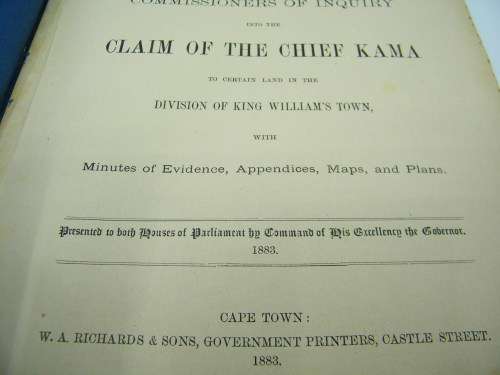 COMMISSIONERS OF INQUIRY
INTO THE
CLAIM OF THE CHIEF KAMA
TO CERTAIN LAND IN THE
DIVISION OF KING WILLIAM'S TOWN,
WITH
Minutes of Evidence, Appendices, Maps, and Plans.
Presented to both Houses of Parliament by Command of His Excellency the Governor.
1883.
CAPE TOWN:
W. A. RICHARDS & SONS, GOVERNMENT PRINTERS, CASTLE STREET.
1883.